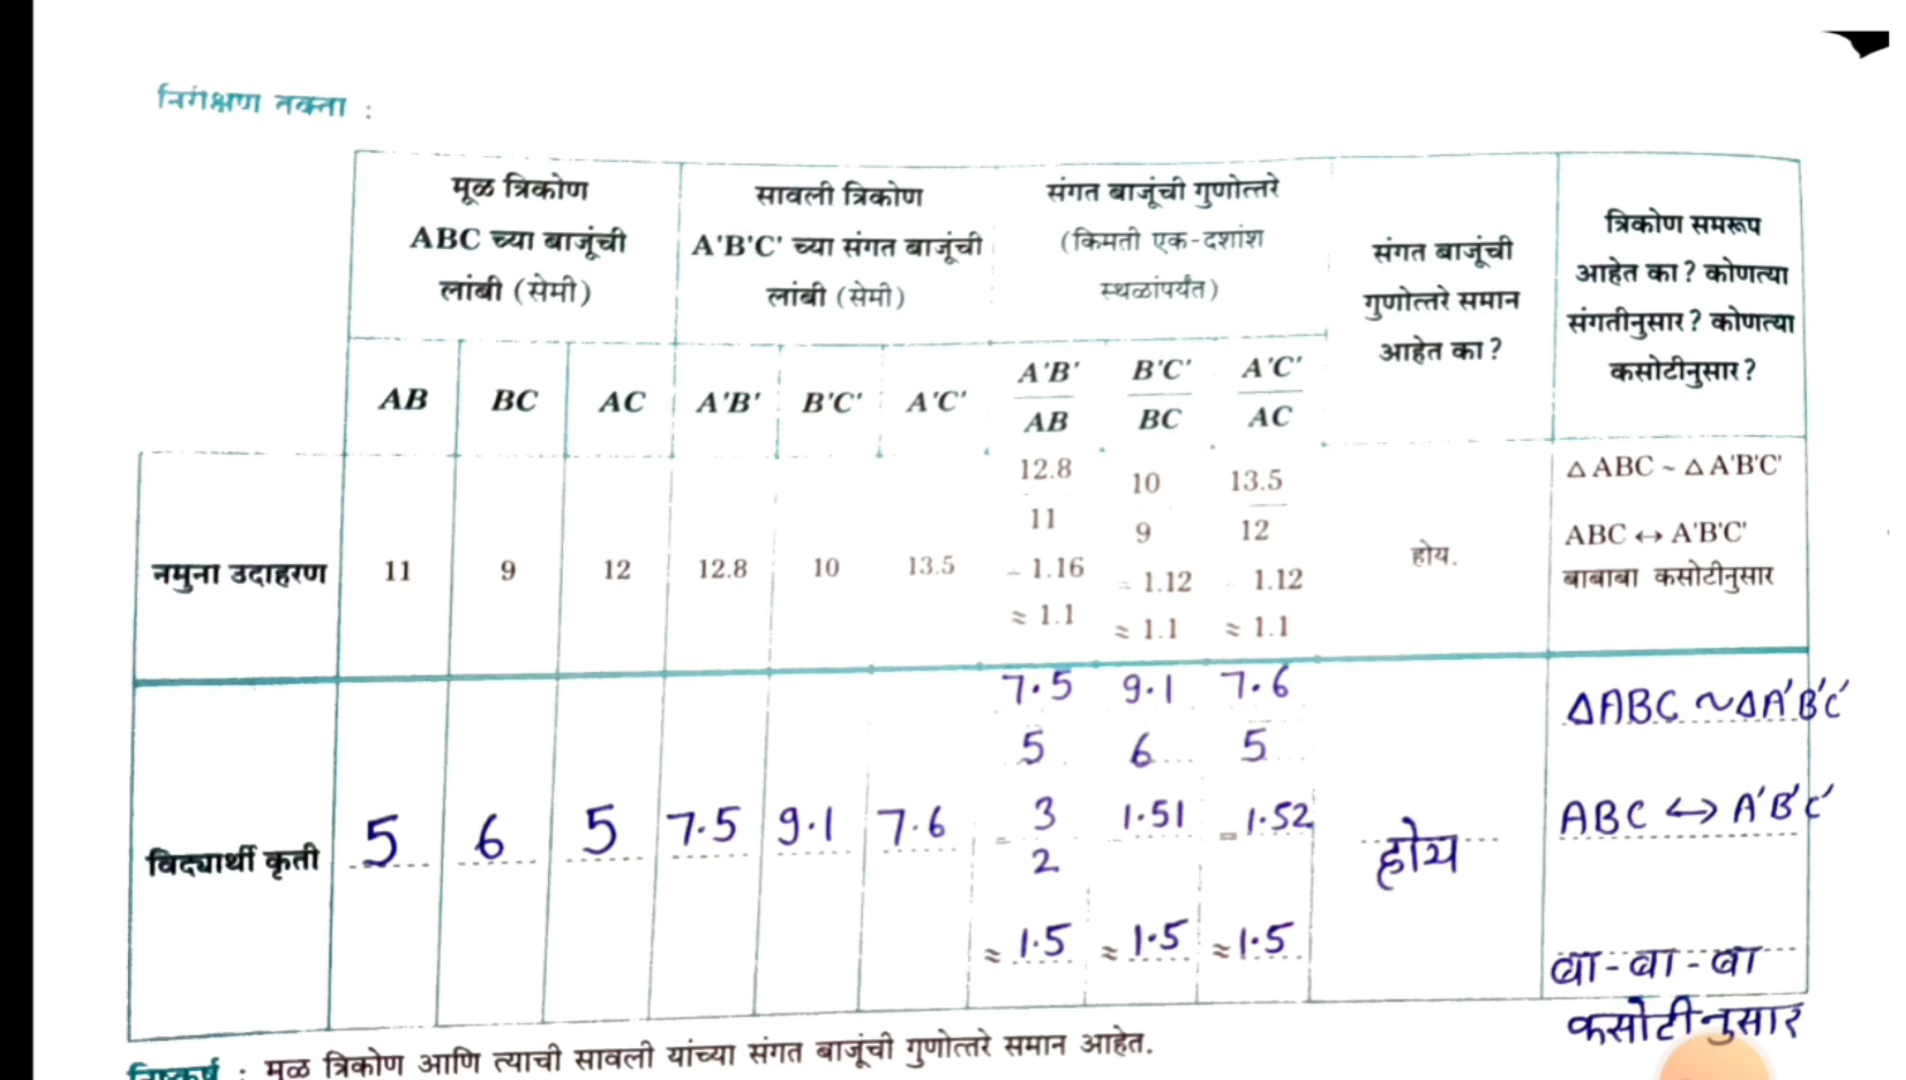 निरीक्षण तक्ता :
मूळ त्रिकोण
ABC च्या बाजूंची
लांबी (सेमी)
सावली त्रिकोण
A'B'C' च्या संगत बाजूंची
लांबी (सेमी)
संगत बाजूंची गुणोत्तरे
(किमती एक-दशांश
स्थळांपर्यंत)
संगत बाजूंची
गुणोत्तरे समान
आहेत का?
त्रिकोण समरूप
आहेत का? कोणत्या
संगतीनुसार? कोणत्या
कसोटीनुसार?
AB BC AC A'B' B'C' A'C'
A'B' B'C' A'C'
AB BC AC
नमुना उदाहरण 11 9 12 12.8 10 13.5
12.8 10 13.5
11 9 12
= 1.16 = 1.12 = 1.12
≈ 1.1 ≈ 1.1 ≈ 1.1
होय.
△ ABC ~ △ A'B'C'
ABC ↔ A'B'C'
बाबाबा कसोटीनुसार
विद्यार्थी कृती 5 6 5 7.5 9.1 7.6
7.5 9.1 7.6
5 6 5
= 3 1.51 = 1.52
2
≈ 1.5 ≈ 1.5 ≈ 1.5
होय
△ABC ~ △A'B'C'
ABC ↔ A'B'C'
बा-बा-बा
कसोटीनुसार
निष्कर्ष : मूळ त्रिकोण आणि त्याची सावली यांच्या संगत बाजूंची गुणोत्तरे समान आहेत.